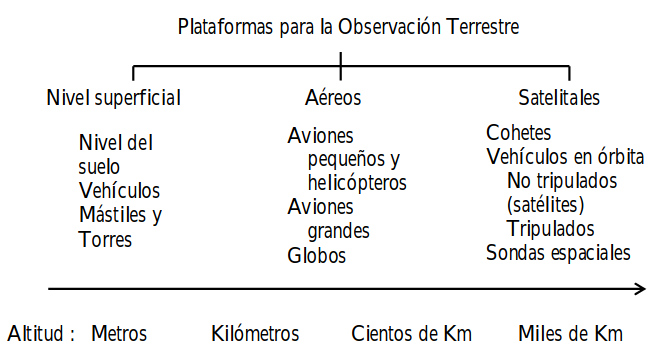 Plataformas para la Observación Terrestre
Nivel superficial
Aéreos
Satelitales
Nivel del
suelo
Vehículos
Mástiles y
Torres
Aviones
pequeños y
helicópteros
Aviones
grandes
Globos
Cohetes
Vehículos en órbita
No tripulados
(satélites)
Tripulados
Sondas espaciales
Altitud : Metros Kilómetros Cientos de Km Miles de Km